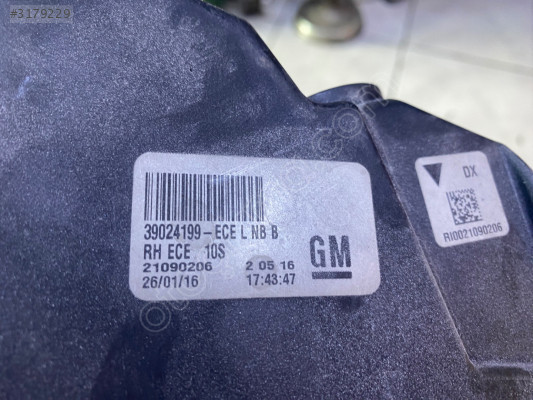 #3179229
39024199-ECE L NB B
RH ECE 10S
21090206 2 05 16
26/01/16 17:43:47
GM
DX
RI0021090206